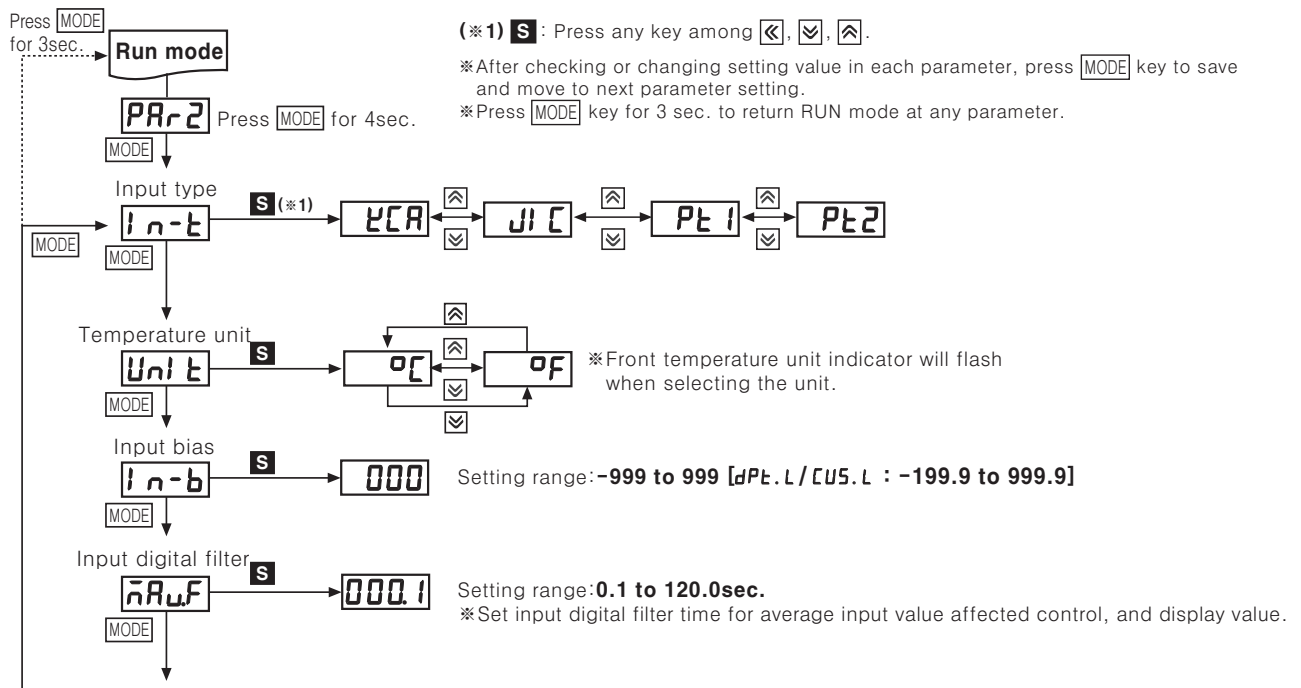 Press MODE
for 3sec.
Run mode
(※1) S : Press any key among «, ︾, ︽.
※After checking or changing setting value in each parameter, press MODE key to save
and move to next parameter setting.
※Press MODE key for 3 sec. to return RUN mode at any parameter.
PAr2 Press MODE for 4sec.
MODE
Input type
In-t S (※1) KCA ︽ ︾ JIC ︽ ︾ Pt1 ︽ ︾ Pt2
MODE
MODE
Temperature unit
UnIt S °C ︽ ︽ ︾ ︾ °F
※Front temperature unit indicator will flash
when selecting the unit.
MODE
Input bias
In-b S 000 Setting range:-999 to 999 [dPt.L/CUS.L : -199.9 to 999.9]
MODE
Input digital filter
mAu.F S 000.1 Setting range:0.1 to 120.0sec.
※Set input digital filter time for average input value affected control, and display value.
MODE